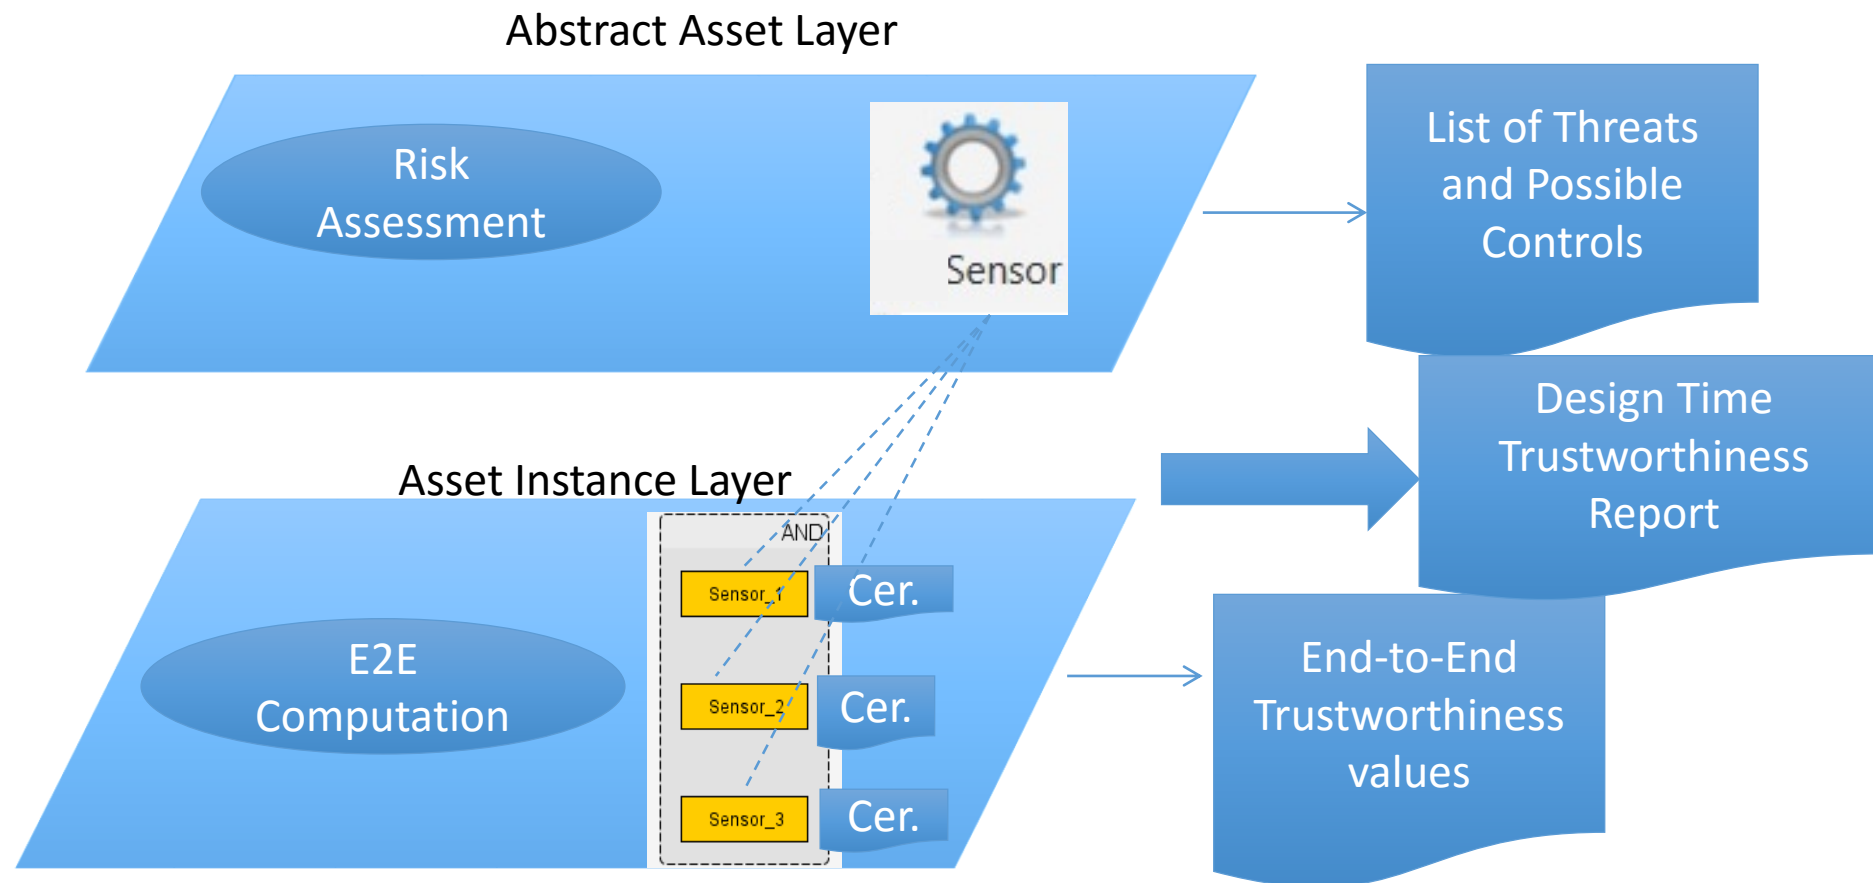 Abstract Asset Layer
Risk
Assessment
Sensor
List of Threats
and Possible
Controls
Design Time
Trustworthiness
Report
Asset Instance Layer
AND
Sensor_1
Cer.
E2E
Computation
Sensor_2
Cer.
Sensor_3
Cer.
End-to-End
Trustworthiness
values